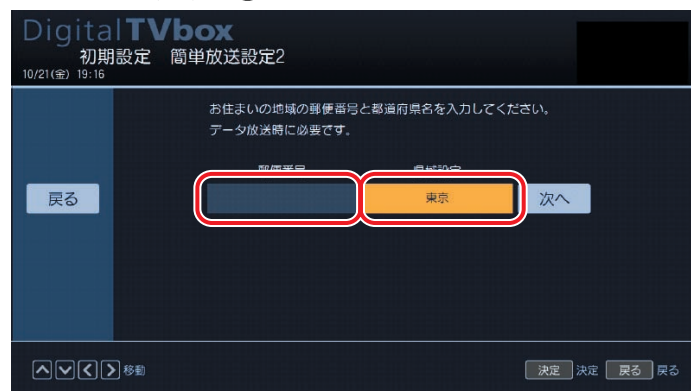 Digital TVbox
初期設定 簡単放送設定2
10/21(金) 19:16
お住まいの地域の郵便番号と都道府県名を入力してください。
データ放送時に必要です。
郵便番号 県域設定
戻る 東京 次へ
移動 決定 決定 戻る 戻る